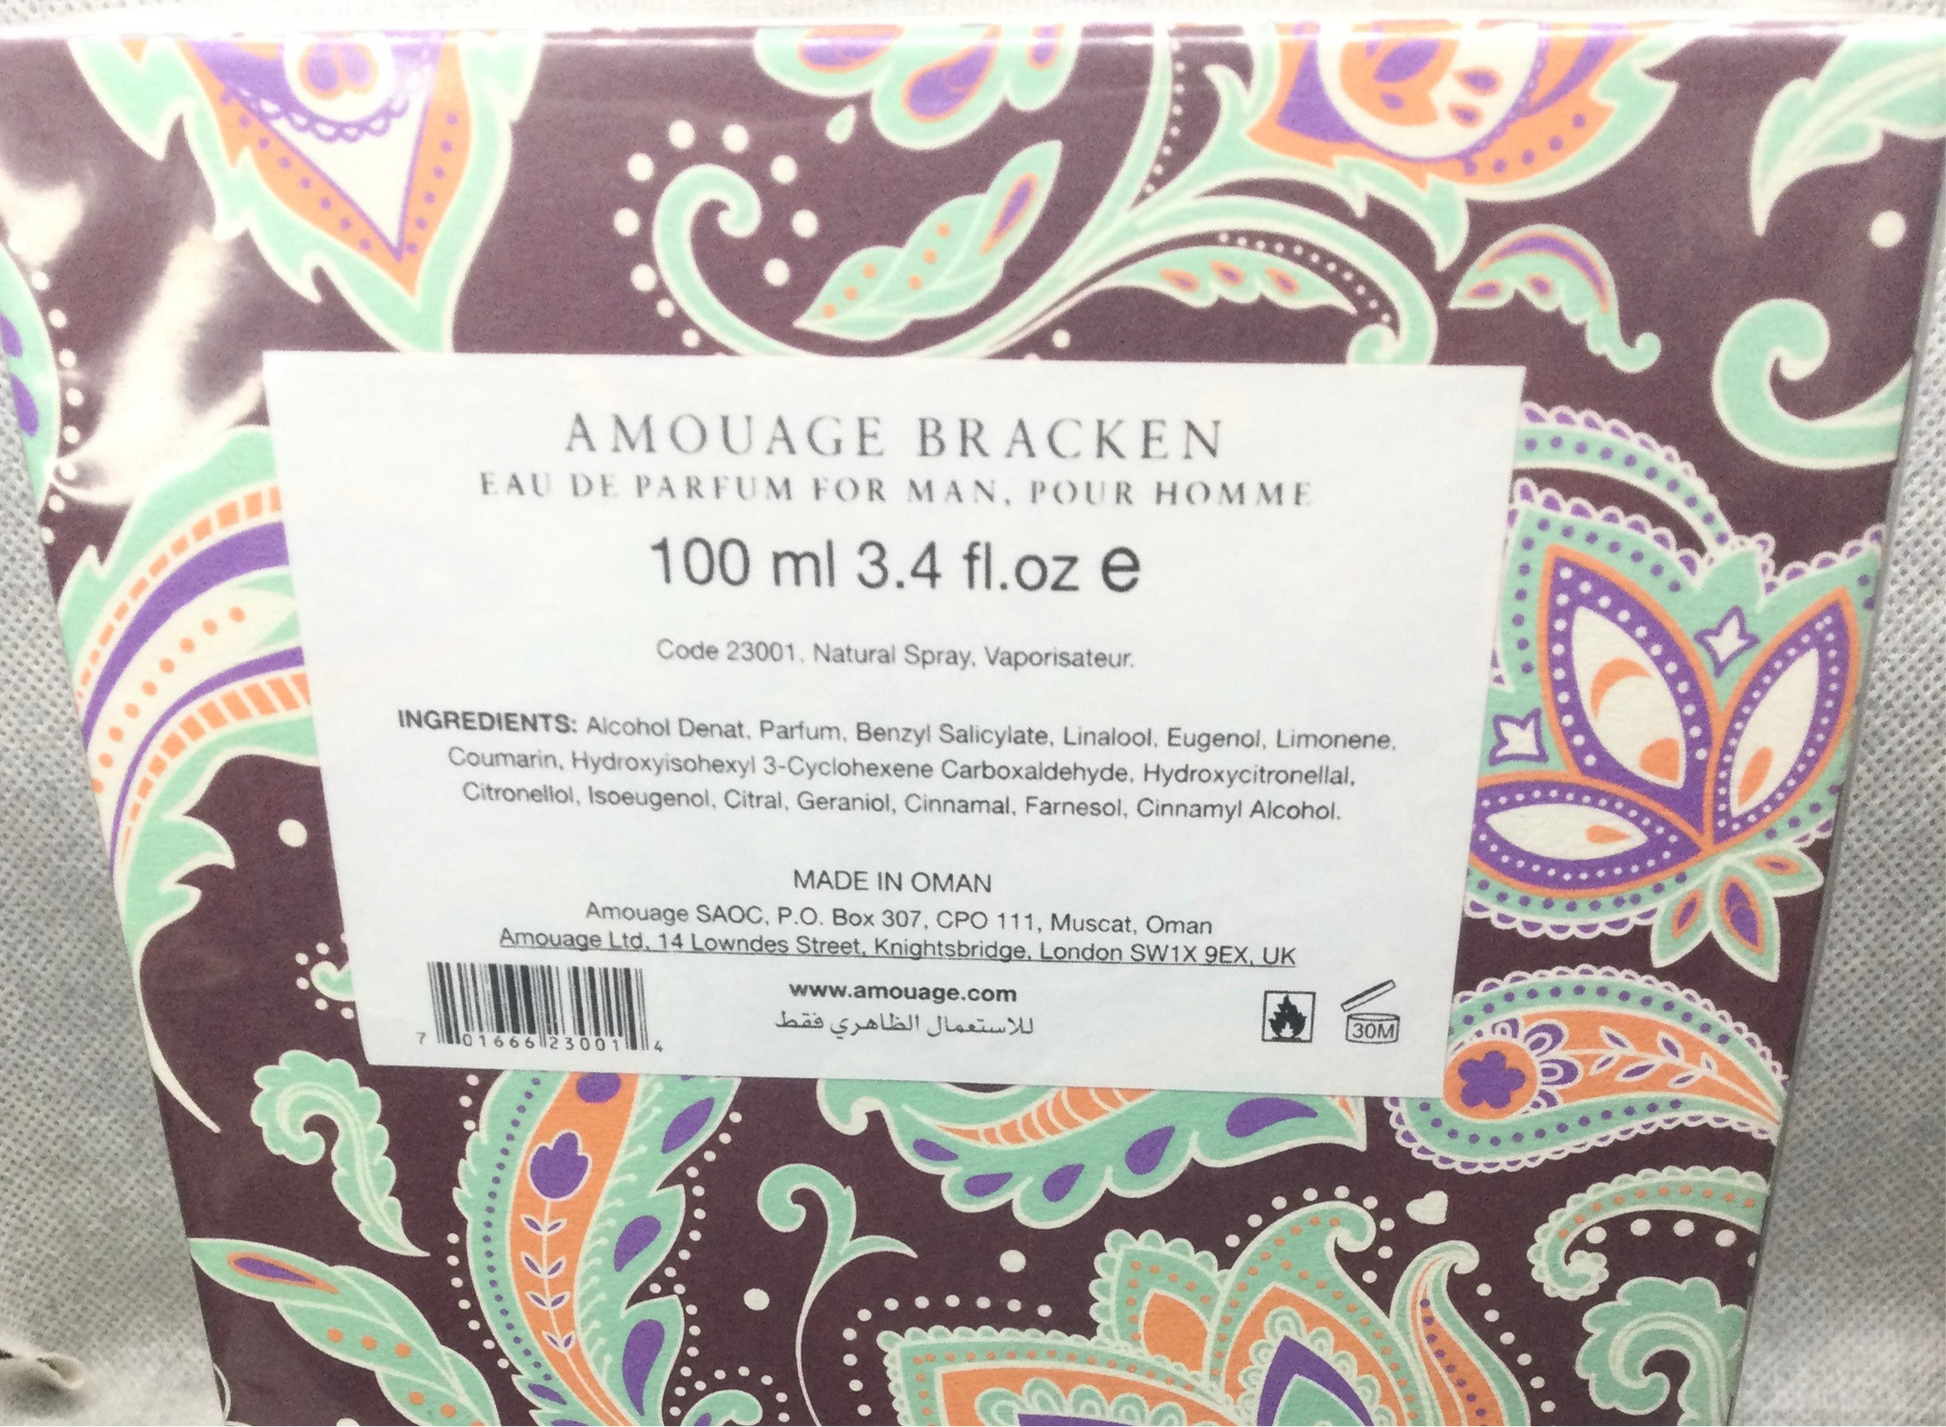 AMOUAGE BRACKEN
EAU DE PARFUM FOR MAN, POUR HOMME
100 ml 3.4 fl.oz e
Code 23001. Natural Spray, Vaporisateur.
INGREDIENTS: Alcohol Denat, Parfum, Benzyl Salicylate, Linalool, Eugenol, Limonene,
Coumarin, Hydroxyisohexyl 3-Cyclohexene Carboxaldehyde, Hydroxycitronellal,
Citronellol, Isoeugenol, Citral, Geraniol, Cinnamal, Farnesol, Cinnamyl Alcohol.
MADE IN OMAN
Amouage SAOC, P.O. Box 307, CPO 111, Muscat, Oman
Amouage Ltd, 14 Lowndes Street, Knightsbridge, London SW1X 9EX, UK
www.amouage.com
للاستعمال الظاهري فقط
7 01666 23001 4
30M